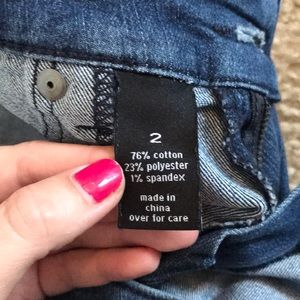 2
76% cotton
23% polyester
1% spandex
made in
china
over for care